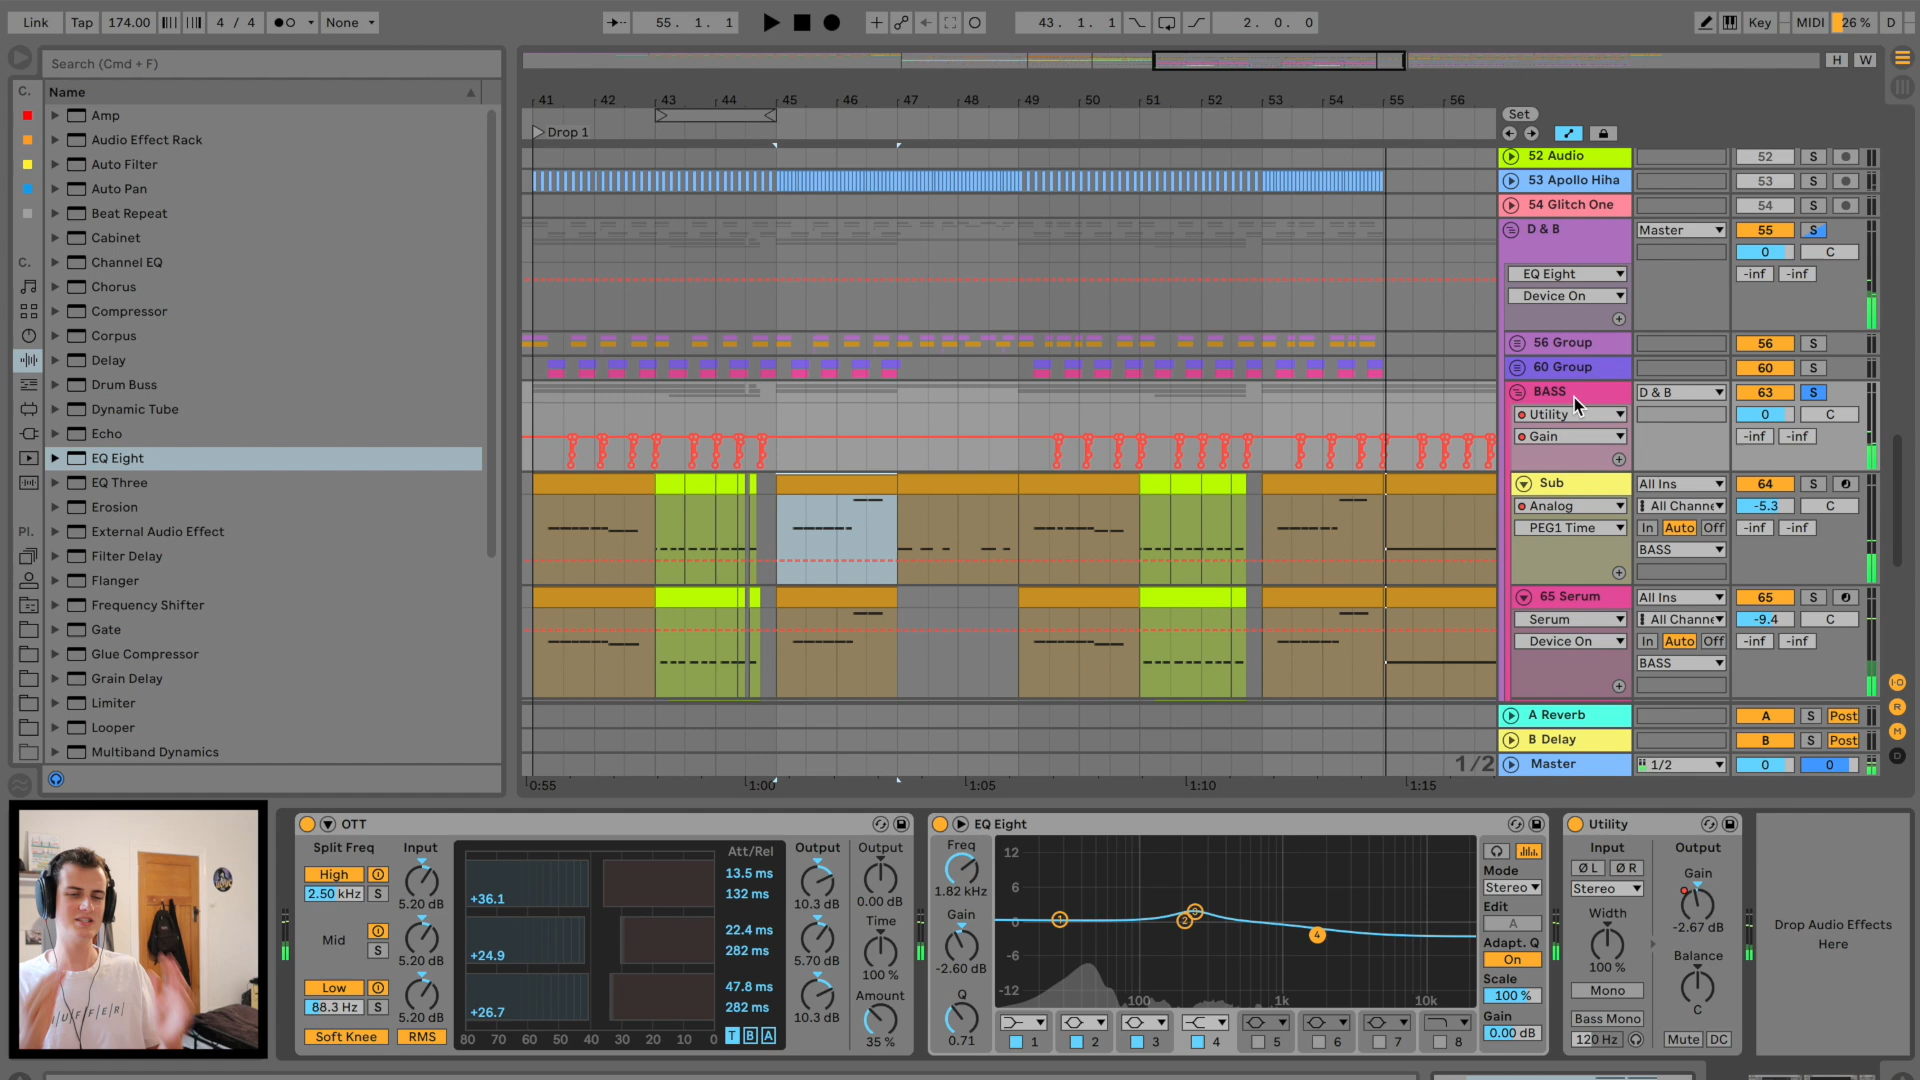 Link Tap 174.00 4 / 4 None 55. 1. 1 43. 1. 1 2. 0. 0 Key MIDI 26 % D
Search (Cmd + F)
H W
C. Name
Amp
Audio Effect Rack
Auto Filter
Auto Pan
Beat Repeat
Cabinet
Channel EQ
C.
Chorus
Compressor
Corpus
Delay
Drum Buss
Dynamic Tube
Echo
EQ Eight
EQ Three
Erosion
External Audio Effect
Pl.
Filter Delay
Flanger
Frequency Shifter
Gate
Glue Compressor
Grain Delay
Limiter
Looper
Multiband Dynamics
41 42 43 44 45 46 47 48 49 50 51 52 53 54 55 56
Drop 1
Set
52 Audio 52 S
53 Apollo Hiha 53 S
54 Glitch One 54 S
D & B Master 55 S
0 C
EQ Eight -inf -inf
Device On
56 Group 56 S
60 Group 60 S
BASS D & B 63 S
Utility 0 C
Gain -inf -inf
Sub All Ins 64 S
Analog All Channe -5.3 C
PEG1 Time In Auto Off -inf -inf
BASS
65 Serum All Ins 65 S
Serum All Channe -9.4 C
Device On In Auto Off -inf -inf
BASS
A Reverb A S Post
B Delay B S Post
1/2 Master 1/2 0 0
0:55 1:00 1:05 1:10 1:15
I·O
R
M
D
OTT
Split Freq Input Att/Rel Output Output
High
2.50 kHz S 5.20 dB +36.1 13.5 ms 132 ms 10.3 dB 0.00 dB
Time
Mid S 5.20 dB +24.9 22.4 ms 282 ms 5.70 dB 100 %
Amount
Low
88.3 Hz S 5.20 dB +26.7 47.8 ms 282 ms 10.3 dB 35 %
Soft Knee RMS 80 70 60 50 40 30 20 10 0 T B A
EQ Eight
Freq 1.82 kHz
Gain -2.60 dB
Q 0.71
12
6
0
-6
-12
100 1k 10k
1 2 4
1 2 3 4 5 6 7 8
Mode
Stereo
Edit
A
Adapt. Q
On
Scale
100 %
Gain
0.00 dB
Utility
Input Output
Ø L Ø R Gain
Stereo
Width -2.67 dB
Balance
100 %
Mono C
Bass Mono
120 Hz Mute DC
Drop Audio Effects
Here